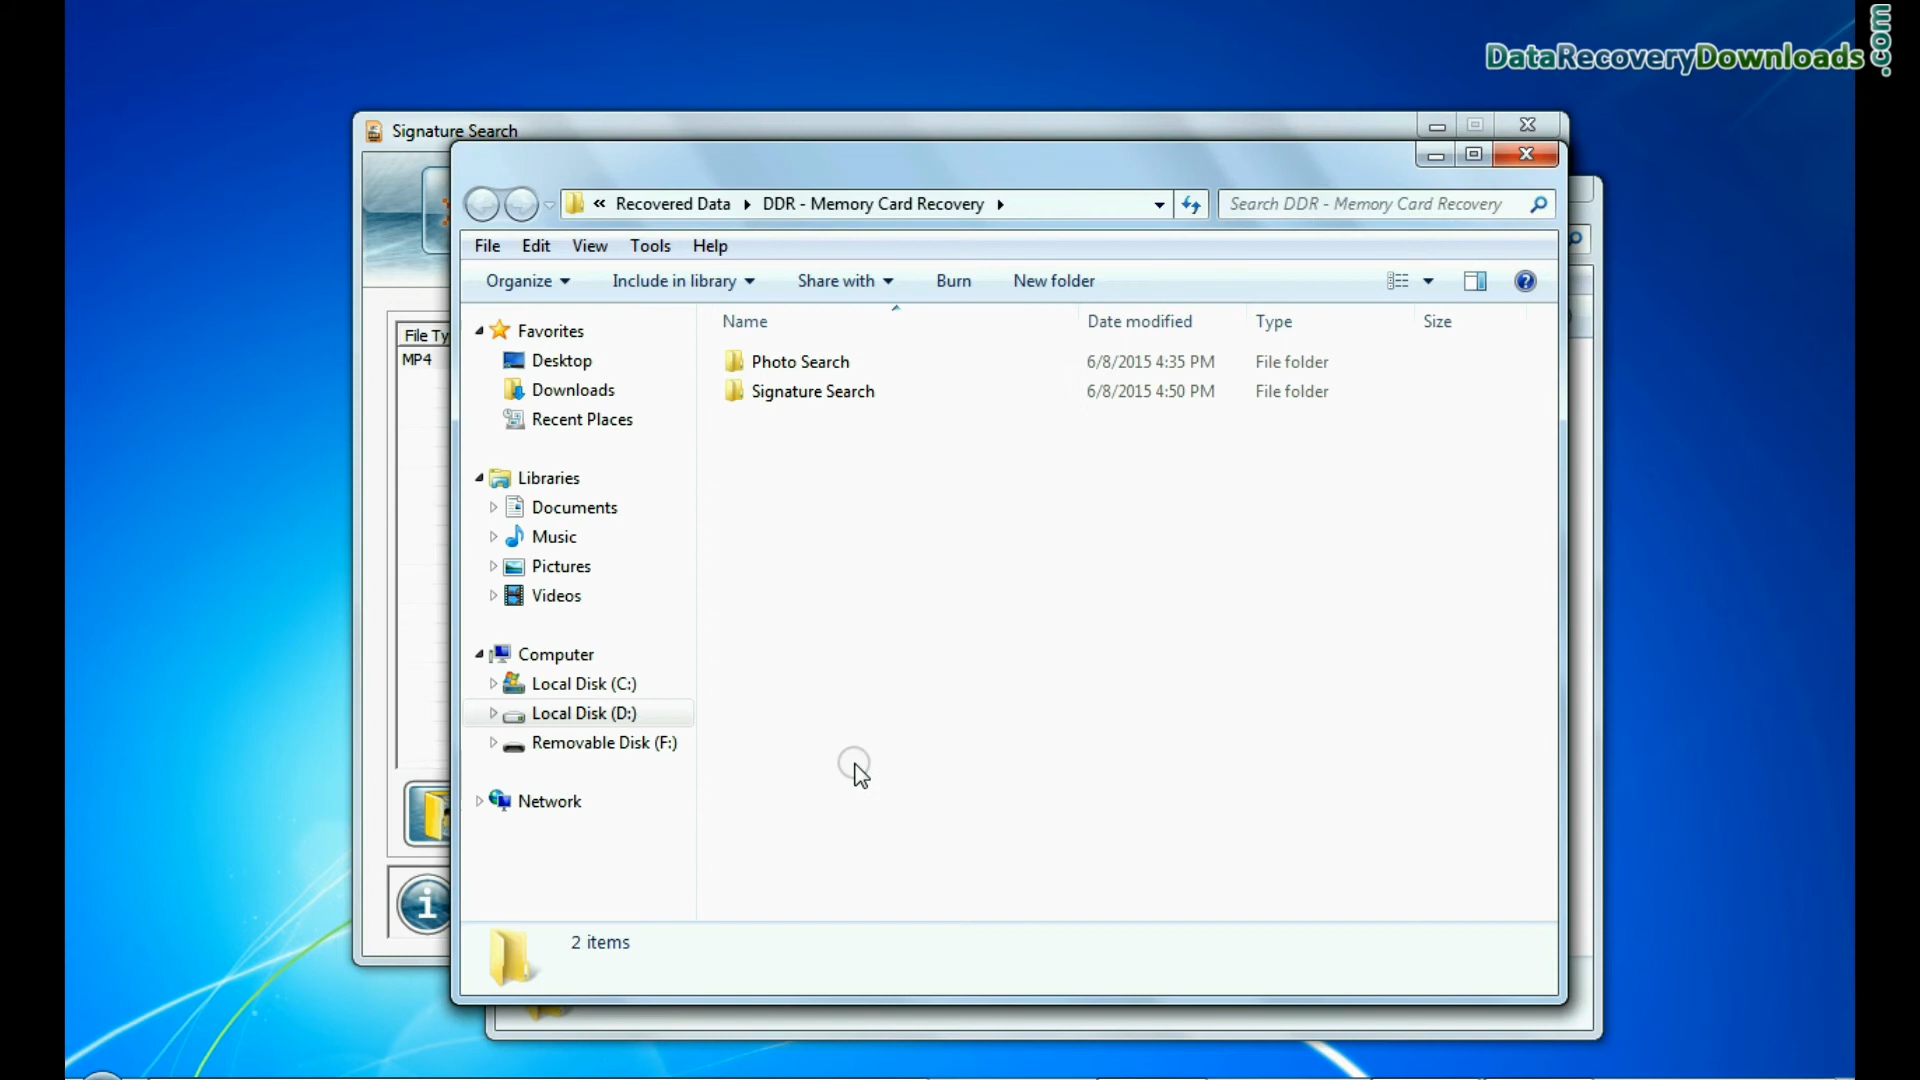 DataRecoveryDownloads.com
Signature Search
« Recovered Data DDR - Memory Card Recovery
Search DDR - Memory Card Recovery
File Edit View Tools Help
Organize Include in library Share with Burn New folder
File Ty
MP4
Favorites
Desktop
Downloads
Recent Places
Libraries
Documents
Music
Pictures
Videos
Computer
Local Disk (C:)
Local Disk (D:)
Removable Disk (F:)
Network
Name Date modified Type Size
Photo Search 6/8/2015 4:35 PM File folder
Signature Search 6/8/2015 4:50 PM File folder
2 items